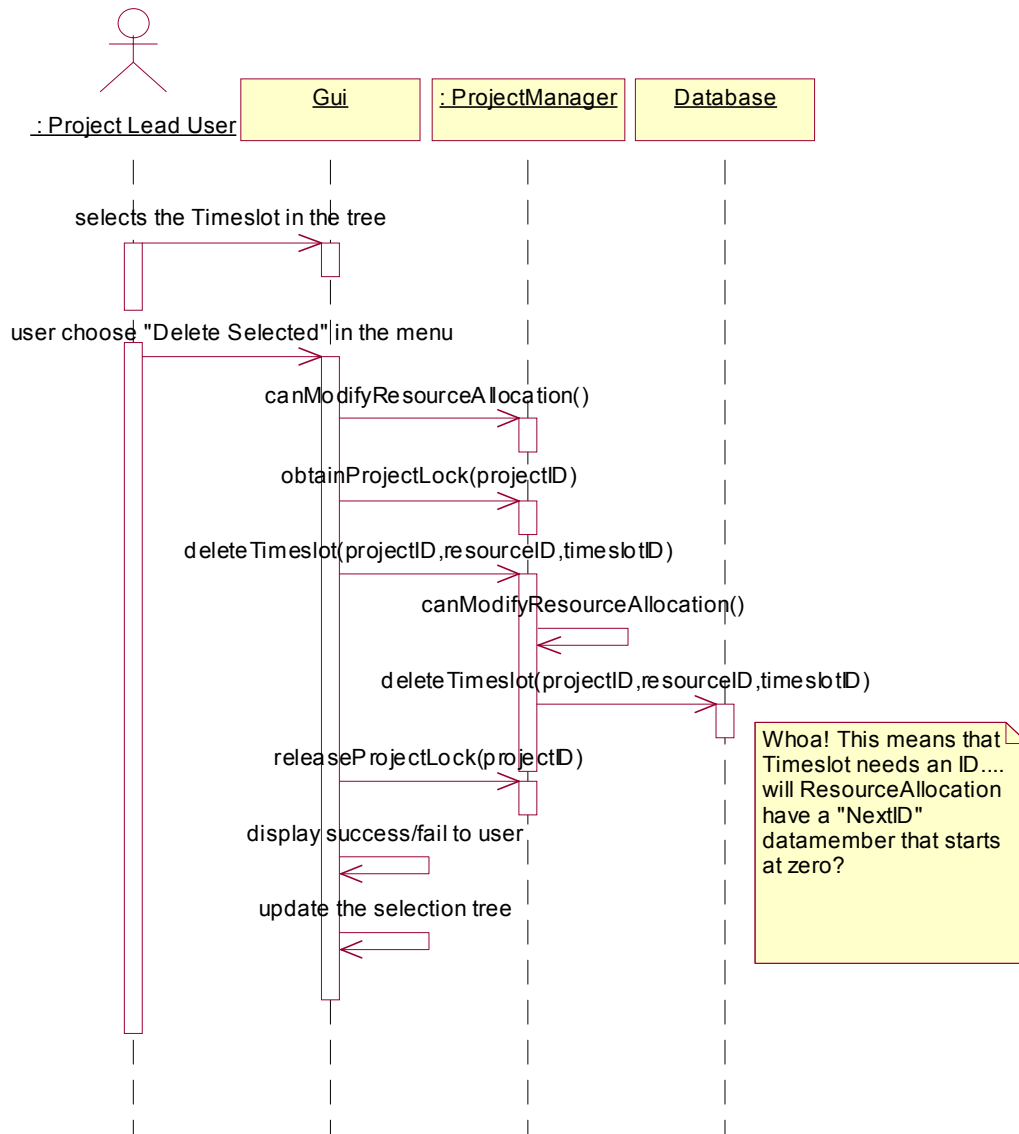 Gui
: ProjectManager
Database
: Project Lead User
selects the Timeslot in the tree
user choose "Delete Selected" in the menu
canModifyResourceAllocation()
obtainProjectLock(projectID)
deleteTimeslot(projectID,resourceID,timeslotID)
canModifyResourceAllocation()
deleteTimeslot(projectID,resourceID,timeslotID)
Whoa! This means that
Timeslot needs an ID....
will ResourceAllocation
have a "NextID"
datamember that starts
at zero?
releaseProjectLock(projectID)
display success/fail to user
update the selection tree